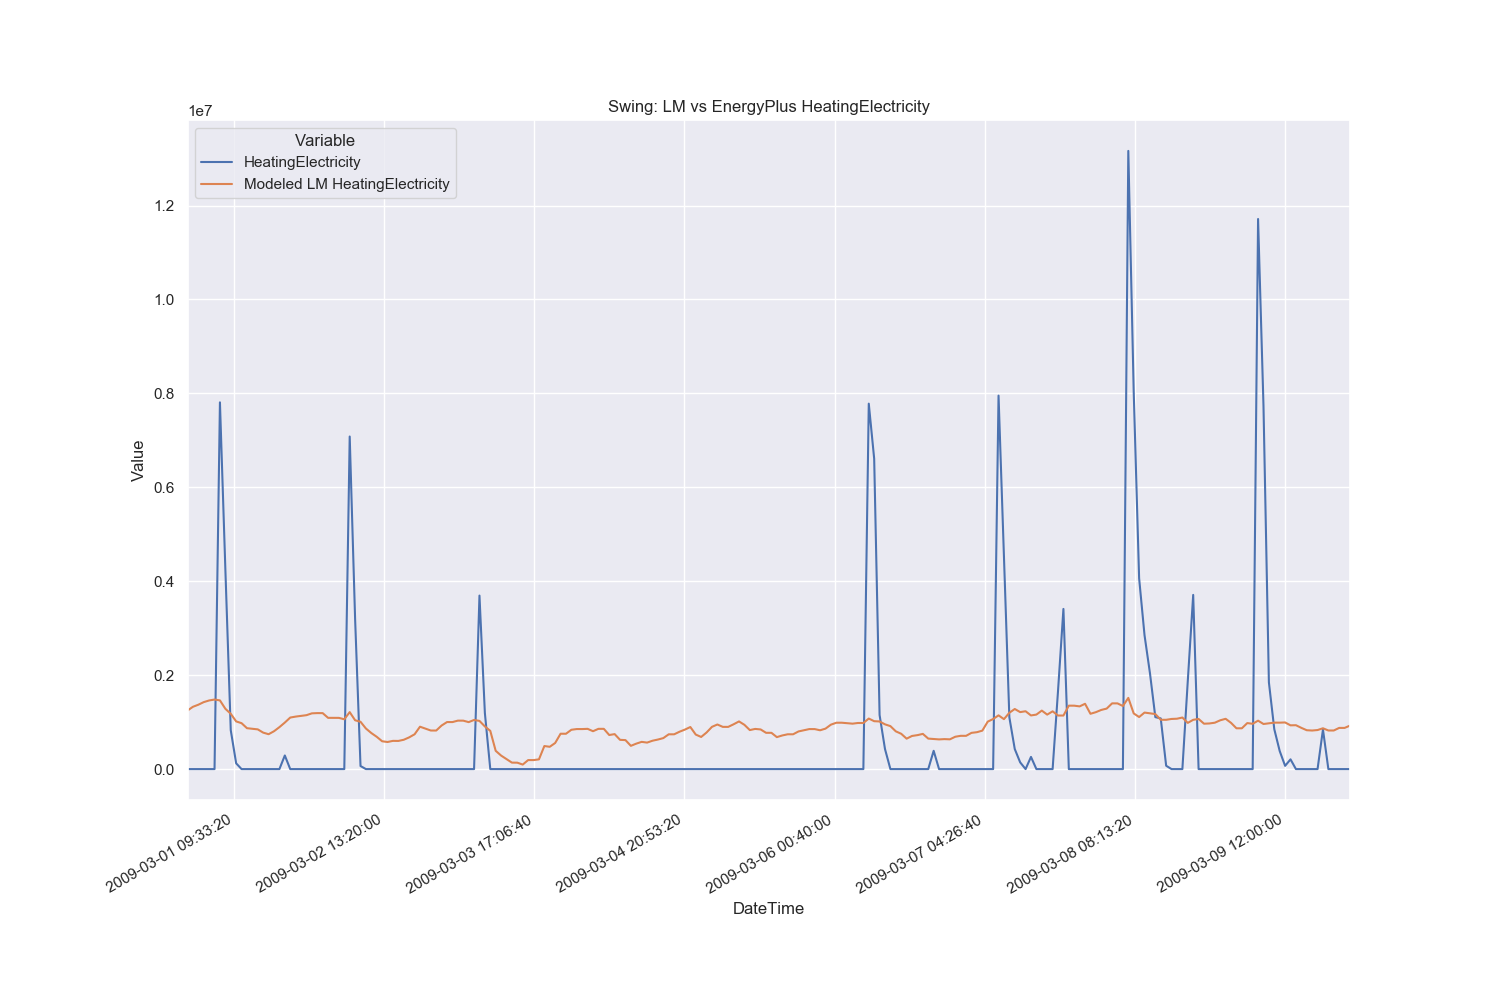 Swing: LM vs EnergyPlus HeatingElectricity
1e7
Variable
HeatingElectricity
Modeled LM HeatingElectricity
1.2
1.0
0.8
0.6
0.4
0.2
0.0
Value
2009-03-01 09:33:20
2009-03-02 13:20:00
2009-03-03 17:06:40
2009-03-04 20:53:20
2009-03-06 00:40:00
2009-03-07 04:26:40
2009-03-08 08:13:20
2009-03-09 12:00:00
DateTime